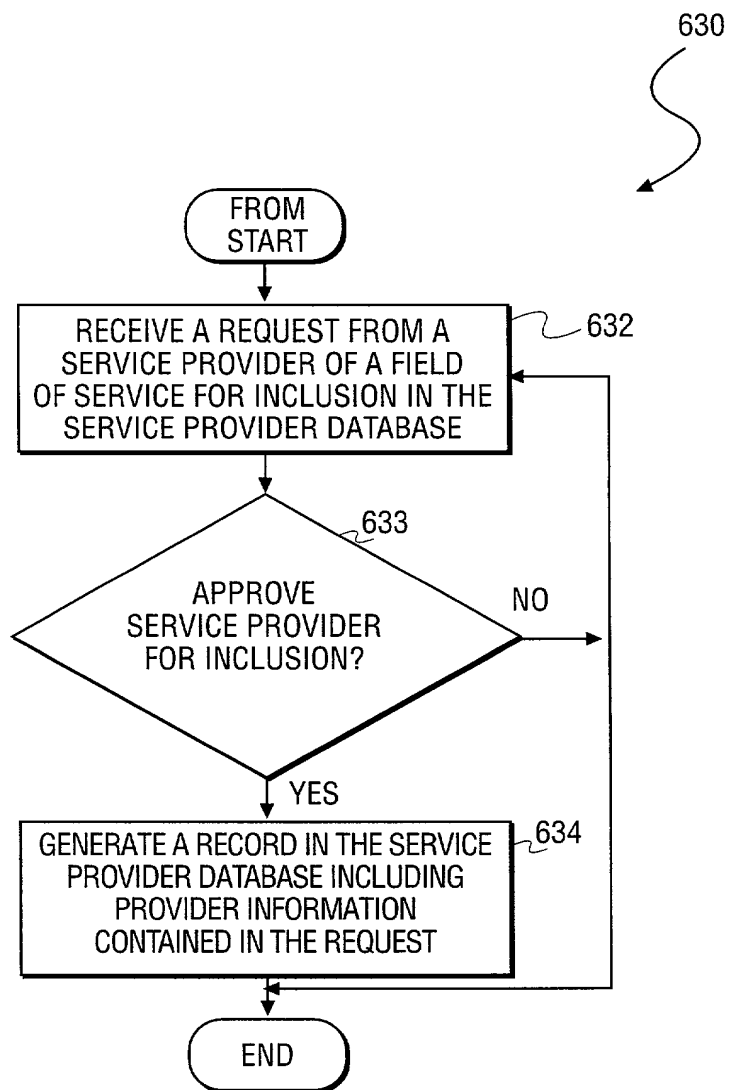 630
FROM
START
RECEIVE A REQUEST FROM A
SERVICE PROVIDER OF A FIELD
OF SERVICE FOR INCLUSION IN THE
SERVICE PROVIDER DATABASE
632
633
APPROVE
SERVICE PROVIDER
FOR INCLUSION?
NO
YES
GENERATE A RECORD IN THE SERVICE
PROVIDER DATABASE INCLUDING
PROVIDER INFORMATION
CONTAINED IN THE REQUEST
634
END